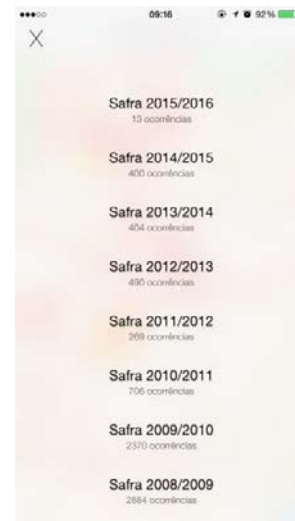 09:16 92%
X
Safra 2015/2016
13 ocorrências
Safra 2014/2015
400 ocorrências
Safra 2013/2014
404 ocorrências
Safra 2012/2013
490 ocorrências
Safra 2011/2012
269 ocorrências
Safra 2010/2011
706 ocorrências
Safra 2009/2010
2370 ocorrências
Safra 2008/2009
2884 ocorrências